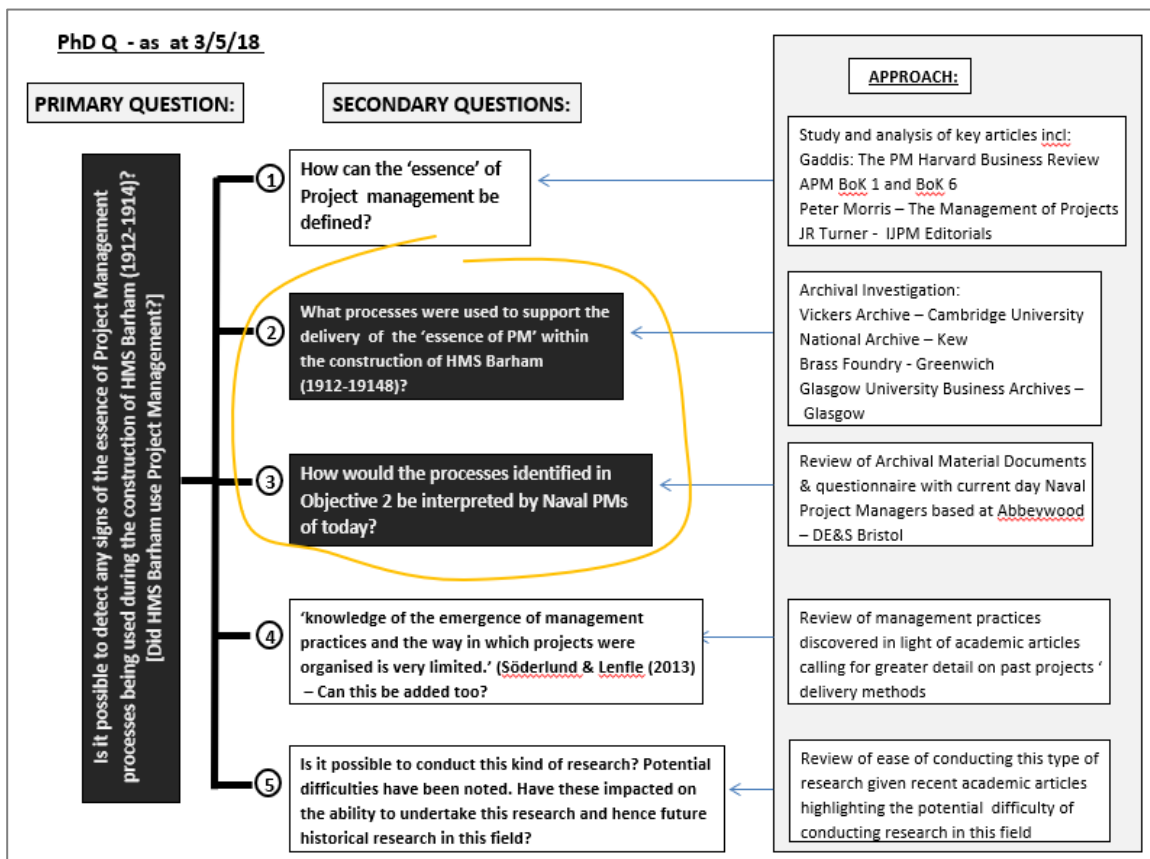 PhD Q - as at 3/5/18
PRIMARY QUESTION:
SECONDARY QUESTIONS:
APPROACH:
Is it possible to detect any signs of the essence of Project Management
processes being used during the construction of HMS Barham (1912-1914)?
[Did HMS Barham use Project Management?]
1
How can the ‘essence’ of
Project management be
defined?
Study and analysis of key articles incl:
Gaddis: The PM Harvard Business Review
APM BoK 1 and BoK 6
Peter Morris – The Management of Projects
JR Turner - IJPM Editorials
2
What processes were used to support the
delivery of the ‘essence of PM’ within
the construction of HMS Barham
(1912-19148)?
Archival Investigation:
Vickers Archive – Cambridge University
National Archive – Kew
Brass Foundry - Greenwich
Glasgow University Business Archives –
Glasgow
3
How would the processes identified in
Objective 2 be interpreted by Naval PMs
of today?
Review of Archival Material Documents
& questionnaire with current day Naval
Project Managers based at Abbeywood
– DE&S Bristol
4
‘knowledge of the emergence of management
practices and the way in which projects were
organised is very limited.’ (Söderlund & Lenfle (2013)
– Can this be added too?
Review of management practices
discovered in light of academic articles
calling for greater detail on past projects ‘
delivery methods
5
Is it possible to conduct this kind of research? Potential
difficulties have been noted. Have these impacted on
the ability to undertake this research and hence future
historical research in this field?
Review of ease of conducting this type of
research given recent academic articles
highlighting the potential difficulty of
conducting research in this field